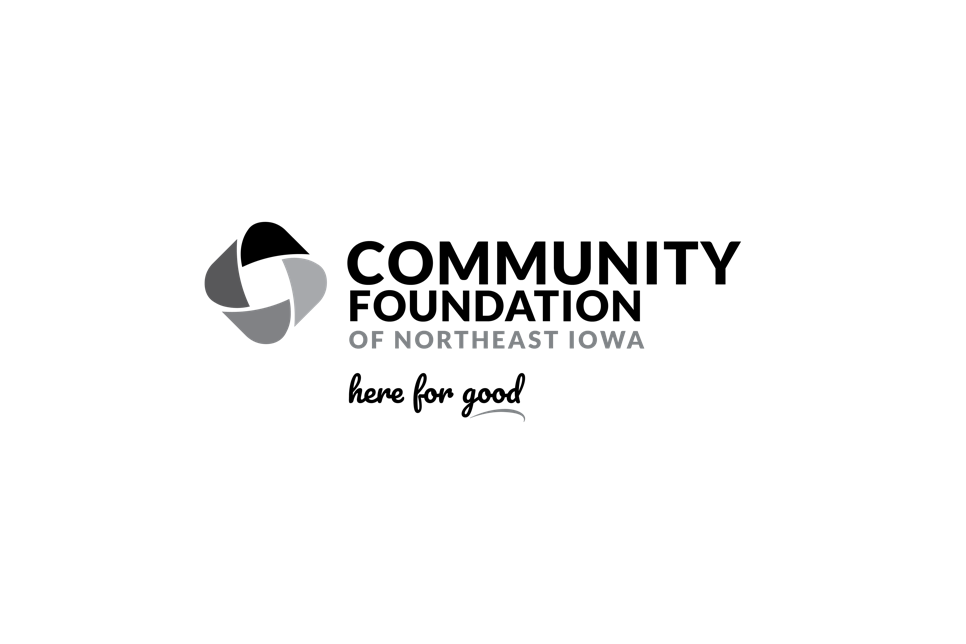 COMMUNITY
FOUNDATION
OF NORTHEAST IOWA
here for good